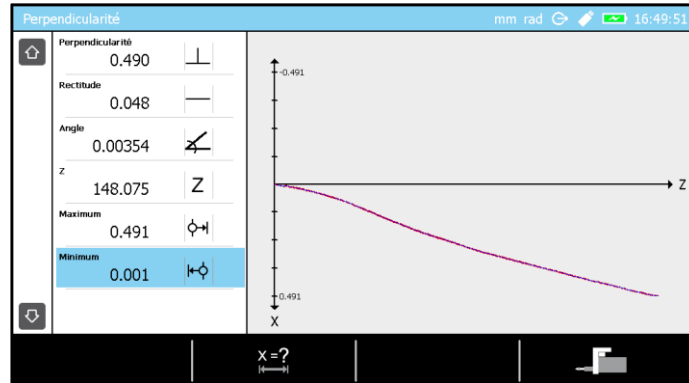 Perpendicularité
mm rad 16:49:51
Perpendicularité
0.490
Rectitude
0.048
Angle
0.00354
Z
148.075 Z
Maximum
0.491
Minimum
0.001
-0.491
Z
0.491
X
X =?